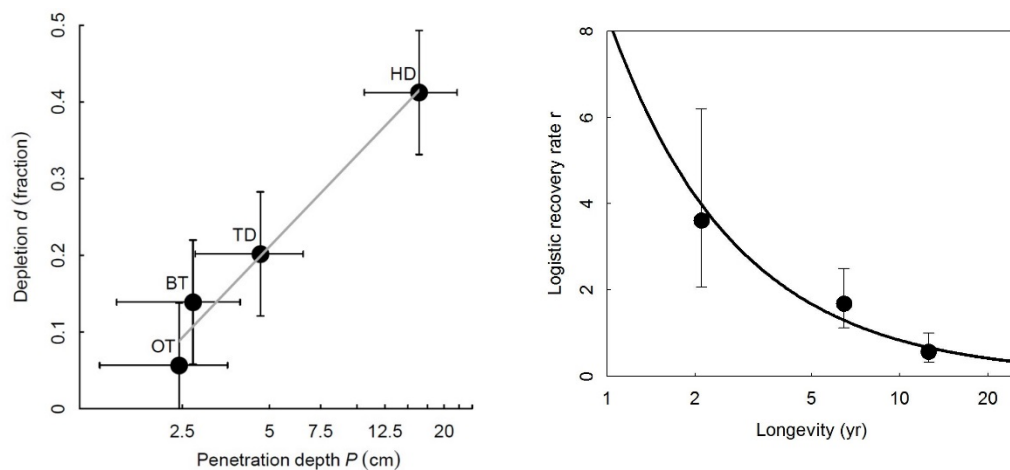 Depletion d (fraction)
0.5
0.4
0.3
0.2
0.1
0
HD
TD
BT
OT
2.5 5 7.5 12.5 20
Penetration depth P (cm)
Logistic recovery rate r
8
6
4
2
0
1 2 5 10 20
Longevity (yr)